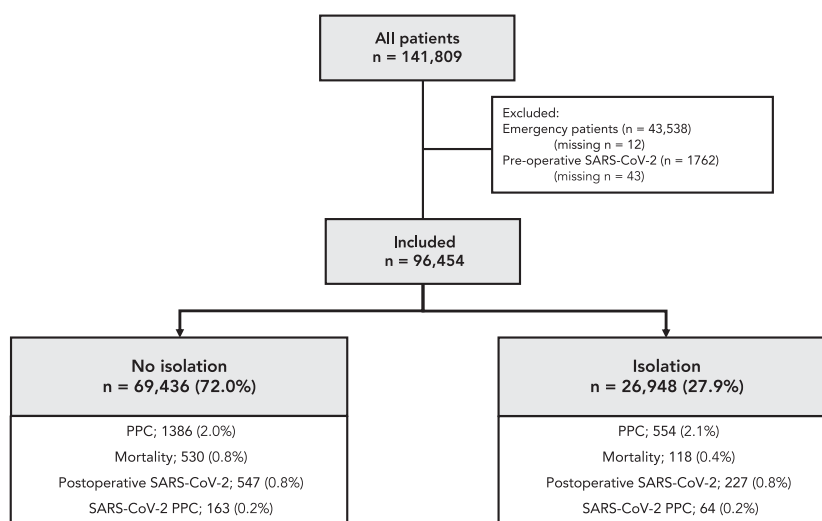 All patients
n = 141,809
Excluded:
Emergency patients (n = 43,538)
(missing n = 12)
Pre-operative SARS-CoV-2 (n = 1762)
(missing n = 43)
Included
n = 96,454
No isolation
n = 69,436 (72.0%)
PPC; 1386 (2.0%)
Mortality; 530 (0.8%)
Postoperative SARS-CoV-2; 547 (0.8%)
SARS-CoV-2 PPC; 163 (0.2%)
Isolation
n = 26,948 (27.9%)
PPC; 554 (2.1%)
Mortality; 118 (0.4%)
Postoperative SARS-CoV-2; 227 (0.8%)
SARS-CoV-2 PPC; 64 (0.2%)